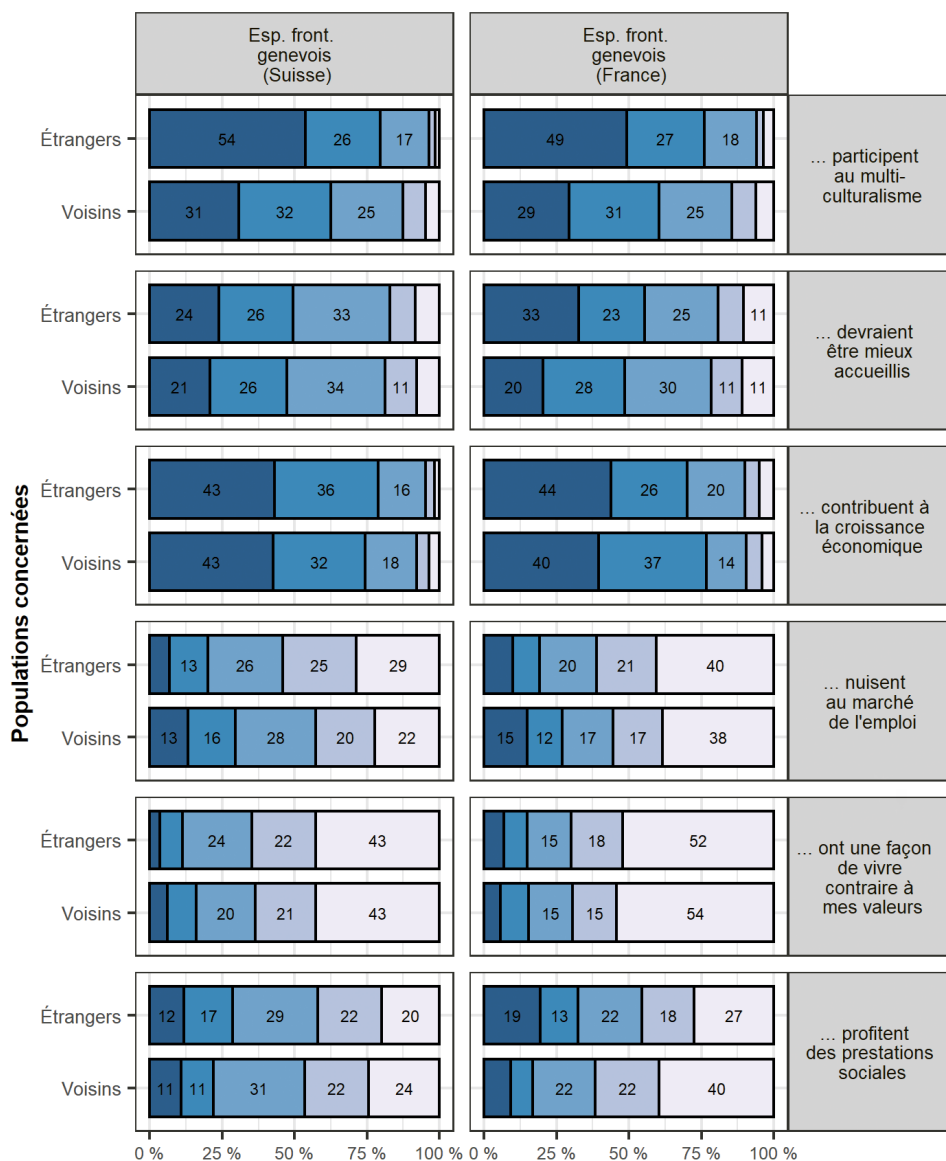 Esp. front.
genevois
(Suisse)
Esp. front.
genevois
(France)
Populations concernées
Étrangers
54 26 17
49 27 18
Voisins
31 32 25
29 31 25
... participent
au multi-
culturalisme
Étrangers
24 26 33
33 23 25 11
Voisins
21 26 34 11
20 28 30 11 11
... devraient
être mieux
accueillis
Étrangers
43 36 16
44 26 20
Voisins
43 32 18
40 37 14
... contribuent à
la croissance
économique
Étrangers
13 26 25 29
20 21 40
Voisins
13 16 28 20 22
15 12 17 17 38
... nuisent
au marché
de l'emploi
Étrangers
24 22 43
15 18 52
Voisins
20 21 43
15 15 54
... ont une façon
de vivre
contraire à
mes valeurs
Étrangers
12 17 29 22 20
19 13 22 18 27
Voisins
11 11 31 22 24
22 22 40
... profitent
des prestations
sociales
0 % 25 % 50 % 75 % 100 %
0 % 25 % 50 % 75 % 100 %